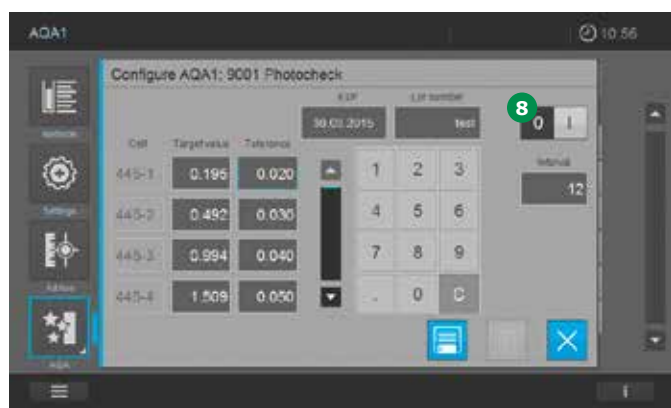 AQA1
10:56
Configure AQA1: 9001 Photocheck
EXP Lot number
30.03.2015 test
8
0 I
Cell Target value Tolerance
Interval
12
445-1 0.196 0.020
445-2 0.492 0.030
445-3 0.994 0.040
445-4 1.509 0.050
1 2 3
4 5 6
7 8 9
. 0 C
Settings
AQA
i